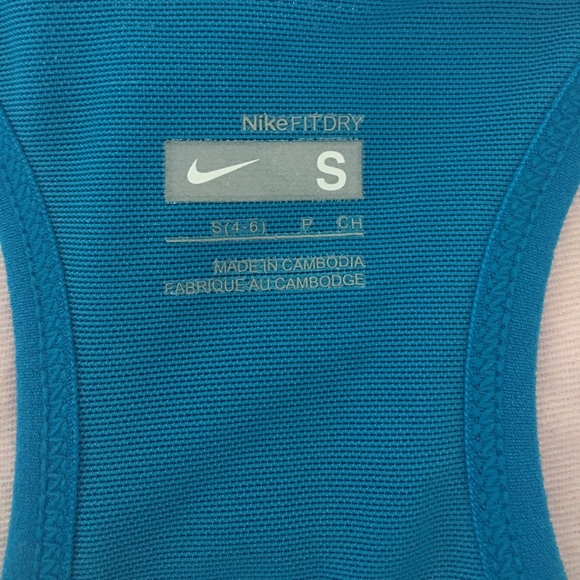 NikeFITDRY
S
S(4-6) P CH
MADE IN CAMBODIA
FABRIQUE AU CAMBODGE